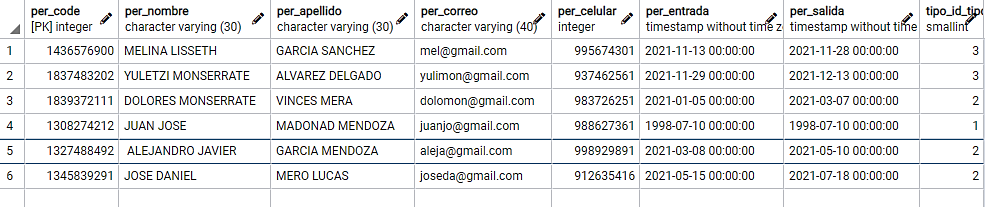 per_code per_nombre per_apellido per_correo per_celular per_entrada per_salida tipo_id_tipo
[PK] integer character varying (30) character varying (30) character varying (40) integer timestamp without time z timestamp without time smallint
1 1436576900 MELINA LISSETH GARCIA SANCHEZ mel@gmail.com 995674301 2021-11-13 00:00:00 2021-11-28 00:00:00 3
2 1837483202 YULETZI MONSERRATE ALVAREZ DELGADO yulimon@gmail.com 937462561 2021-11-29 00:00:00 2021-12-13 00:00:00 3
3 1839372111 DOLORES MONSERRATE VINCES MERA dolomon@gmail.com 983726251 2021-01-05 00:00:00 2021-03-07 00:00:00 2
4 1308274212 JUAN JOSE MADONAD MENDOZA juanjo@gmail.com 988627361 1998-07-10 00:00:00 1998-07-10 00:00:00 1
5 1327488492 ALEJANDRO JAVIER GARCIA MENDOZA aleja@gmail.com 998929891 2021-03-08 00:00:00 2021-05-10 00:00:00 2
6 1345839291 JOSE DANIEL MERO LUCAS joseda@gmail.com 912635416 2021-05-15 00:00:00 2021-07-18 00:00:00 2